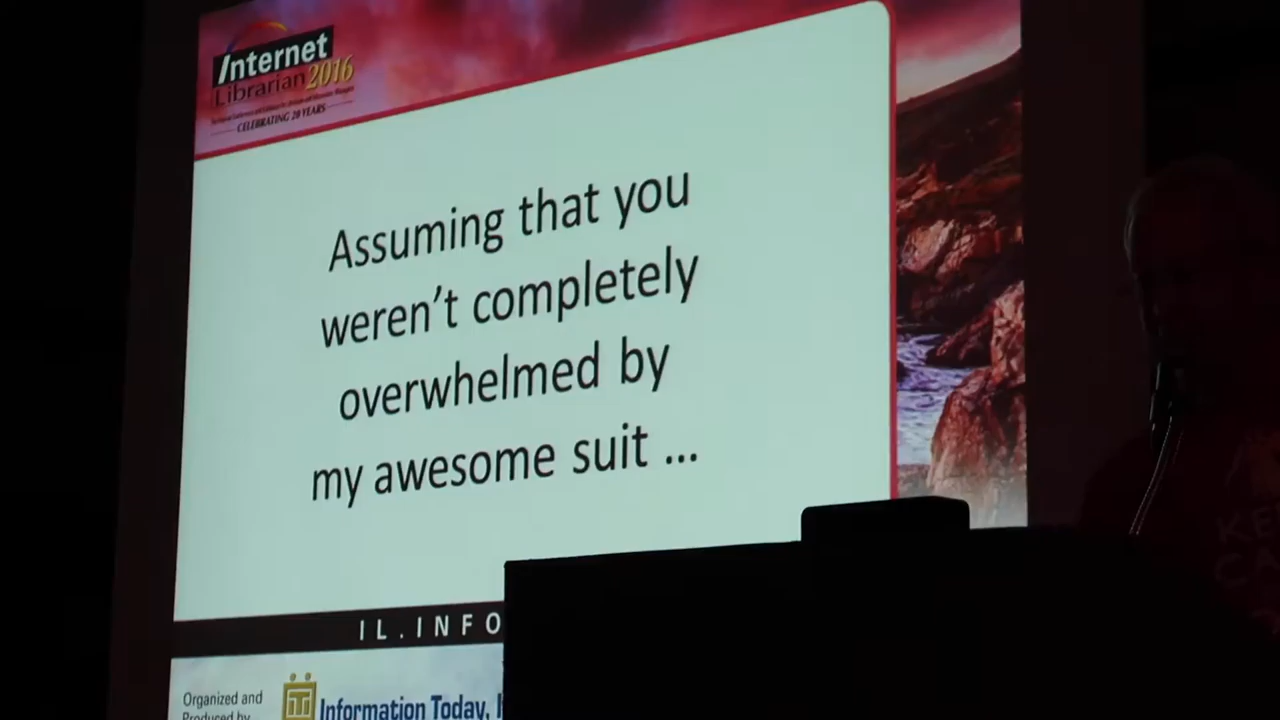 Internet
Librarian 2016
CELEBRATING 20 YEARS
Assuming that you
weren't completely
overwhelmed by
my awesome suit ...
IL.INFO
Organized and
Produced by
Information Today,
KE